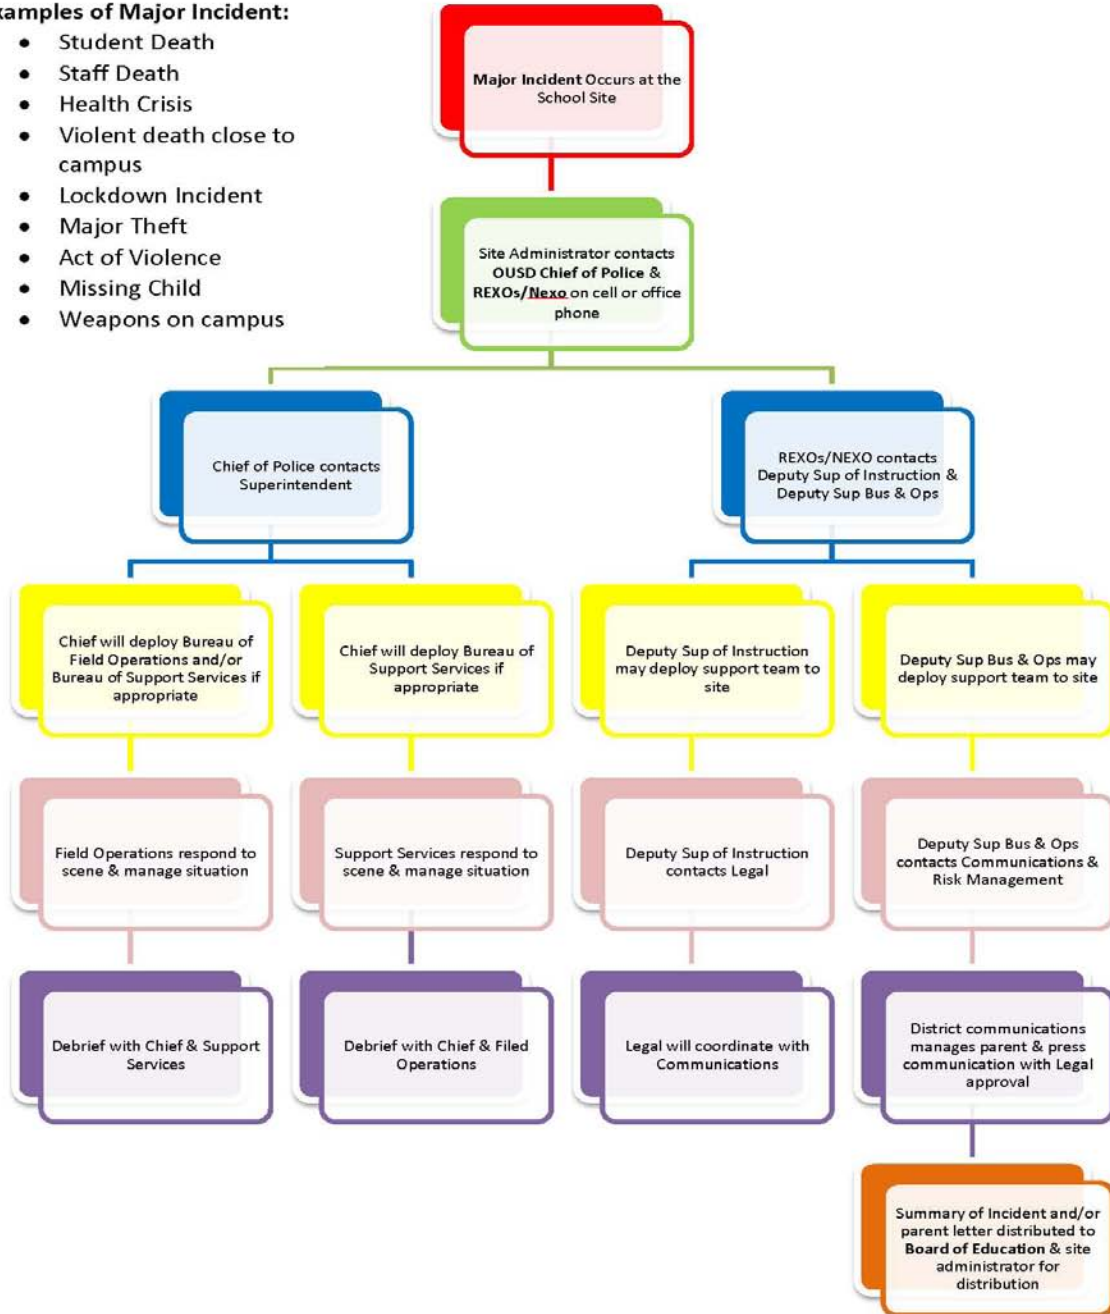 xamples of Major Incident:
• Student Death
• Staff Death
• Health Crisis
• Violent death close to
campus
• Lockdown Incident
• Major Theft
• Act of Violence
• Missing Child
• Weapons on campus
Major Incident Occurs at the
School Site
Site Administrator contacts
OUSD Chief of Police &
REXOs/Nexo on cell or office
phone
Chief of Police contacts
Superintendent
REXOs/NEXO contacts
Deputy Sup of Instruction &
Deputy Sup Bus & Ops
Chief will deploy Bureau of
Field Operations and/or
Bureau of Support Services if
appropriate
Chief will deploy Bureau of
Support Services if
appropriate
Deputy Sup of Instruction
may deploy support team to
site
Deputy Sup Bus & Ops may
deploy support team to site
Field Operations respond to
scene & manage situation
Support Services respond to
scene & manage situation
Deputy Sup of Instruction
contacts Legal
Deputy Sup Bus & Ops
contacts Communications &
Risk Management
Debrief with Chief & Support
Services
Debrief with Chief & Filed
Operations
Legal will coordinate with
Communications
District communications
manages parent & press
communication with Legal
approval
Summary of Incident and/or
parent letter distributed to
Board of Education & site
administrator for
distribution